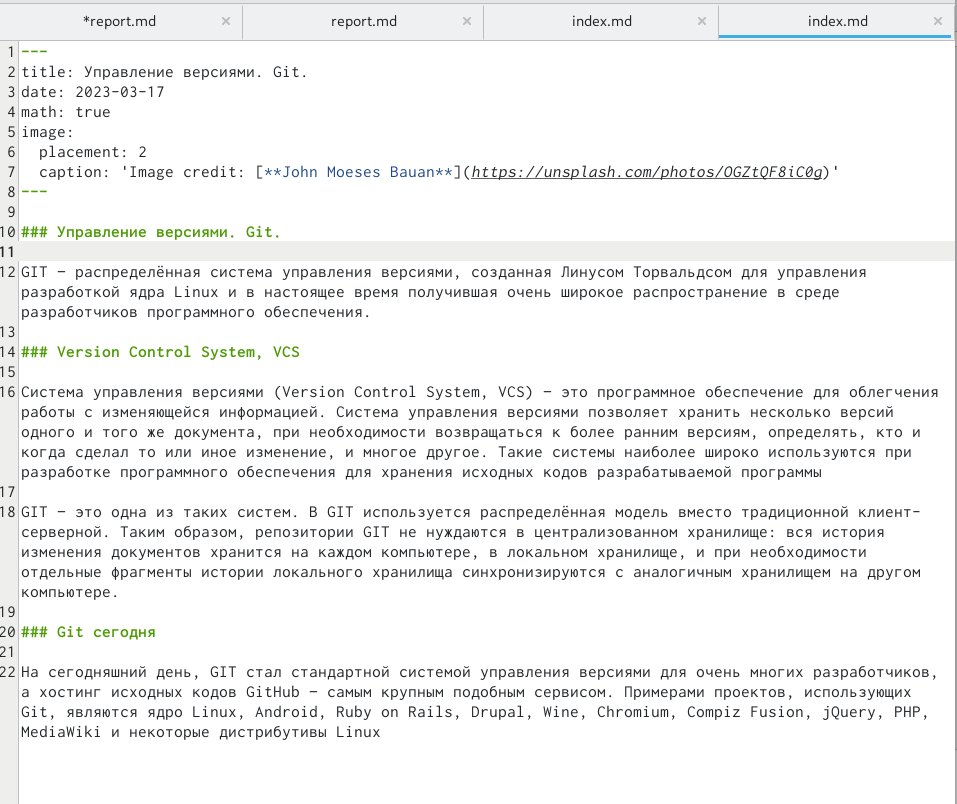 *report.md × report.md × index.md × index.md ×
1 ---
2 title: Управление версиями. Git.
3 date: 2023-03-17
4 math: true
5 image:
6   placement: 2
7   caption: 'Image credit: [**John Moeses Bauan**](https://unsplash.com/photos/OGZtQF8iC0g)'
8 ---
9
10 ### Управление версиями. Git.
11
12 GIT — распределённая система управления версиями, созданная Линусом Торвальдсом для управления
разработкой ядра Linux и в настоящее время получившая очень широкое распространение в среде
разработчиков программного обеспечения.
13
14 ### Version Control System, VCS
15
16 Система управления версиями (Version Control System, VCS) — это программное обеспечение для облегчения
работы с изменяющейся информацией. Система управления версиями позволяет хранить несколько версий
одного и того же документа, при необходимости возвращаться к более ранним версиям, определять, кто и
когда сделал то или иное изменение, и многое другое. Такие системы наиболее широко используются при
разработке программного обеспечения для хранения исходных кодов разрабатываемой программы
17
18 GIT — это одна из таких систем. В GIT используется распределённая модель вместо традиционной клиент-
серверной. Таким образом, репозитории GIT не нуждаются в централизованном хранилище: вся история
изменения документов хранится на каждом компьютере, в локальном хранилище, и при необходимости
отдельные фрагменты истории локального хранилища синхронизируются с аналогичным хранилищем на другом
компьютере.
19
20 ### Git сегодня
21
22 На сегодняшний день, GIT стал стандартной системой управления версиями для очень многих разработчиков,
а хостинг исходных кодов GitHub — самым крупным подобным сервисом. Примерами проектов, использующих
Git, являются ядро Linux, Android, Ruby on Rails, Drupal, Wine, Chromium, Compiz Fusion, jQuery, PHP,
MediaWiki и некоторые дистрибутивы Linux